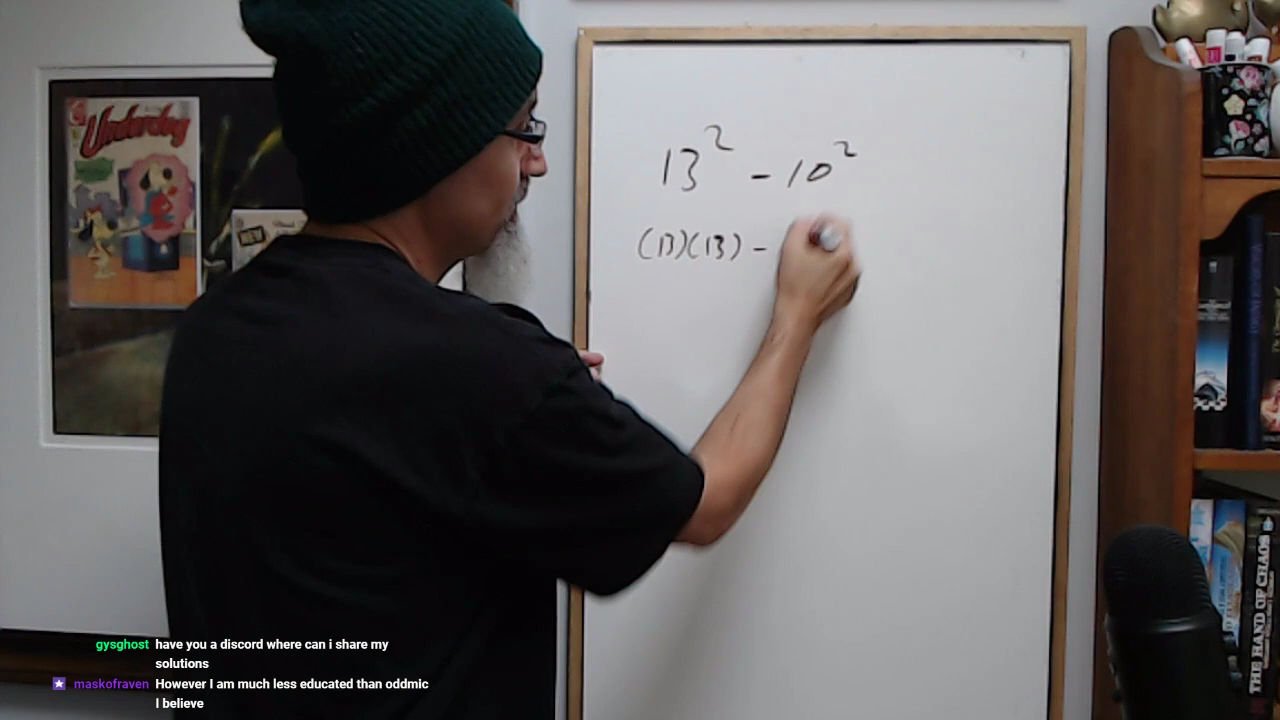 Underdog
NEW
13² - 10²
(13)(13) -
THE HAND OF CHAOS
gysghost have you a discord where can i share my
solutions
maskofraven However I am much less educated than oddmic
I believe